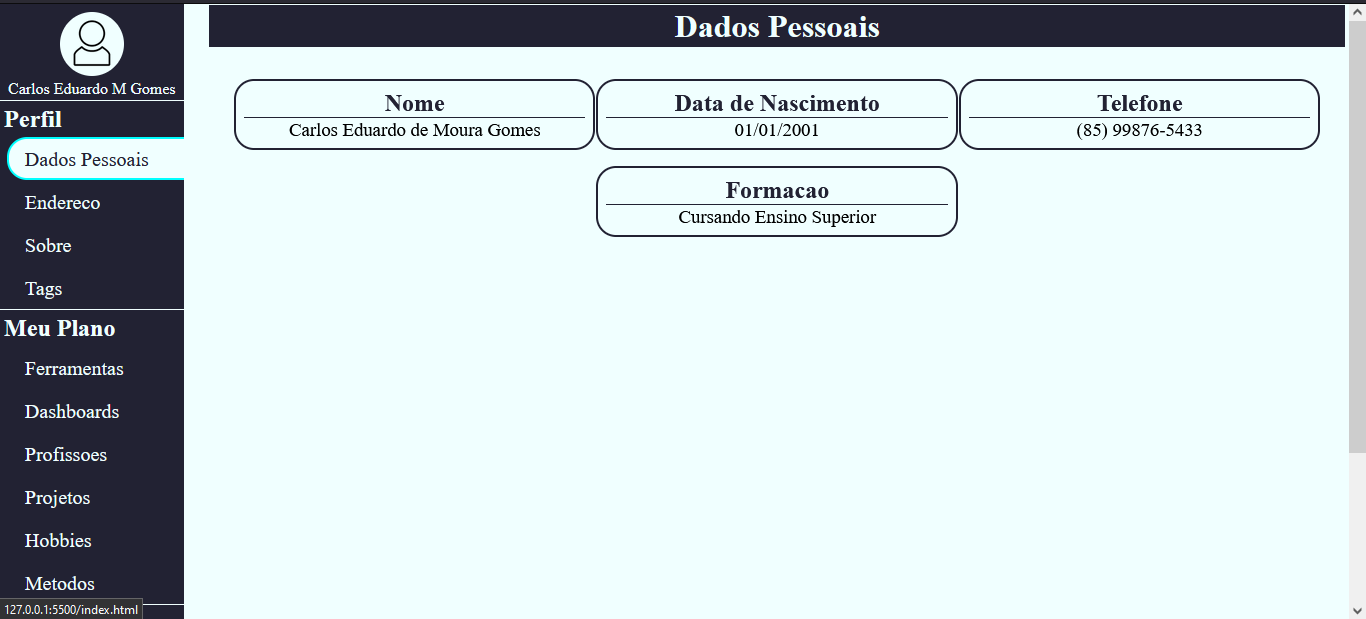 Carlos Eduardo M Gomes
Perfil
Dados Pessoais
Endereco
Sobre
Tags
Meu Plano
Ferramentas
Dashboards
Profissoes
Projetos
Hobbies
Metodos
127.0.0.1:5500/index.html
Dados Pessoais
Nome
Carlos Eduardo de Moura Gomes
Data de Nascimento
01/01/2001
Telefone
(85) 99876-5433
Formacao
Cursando Ensino Superior